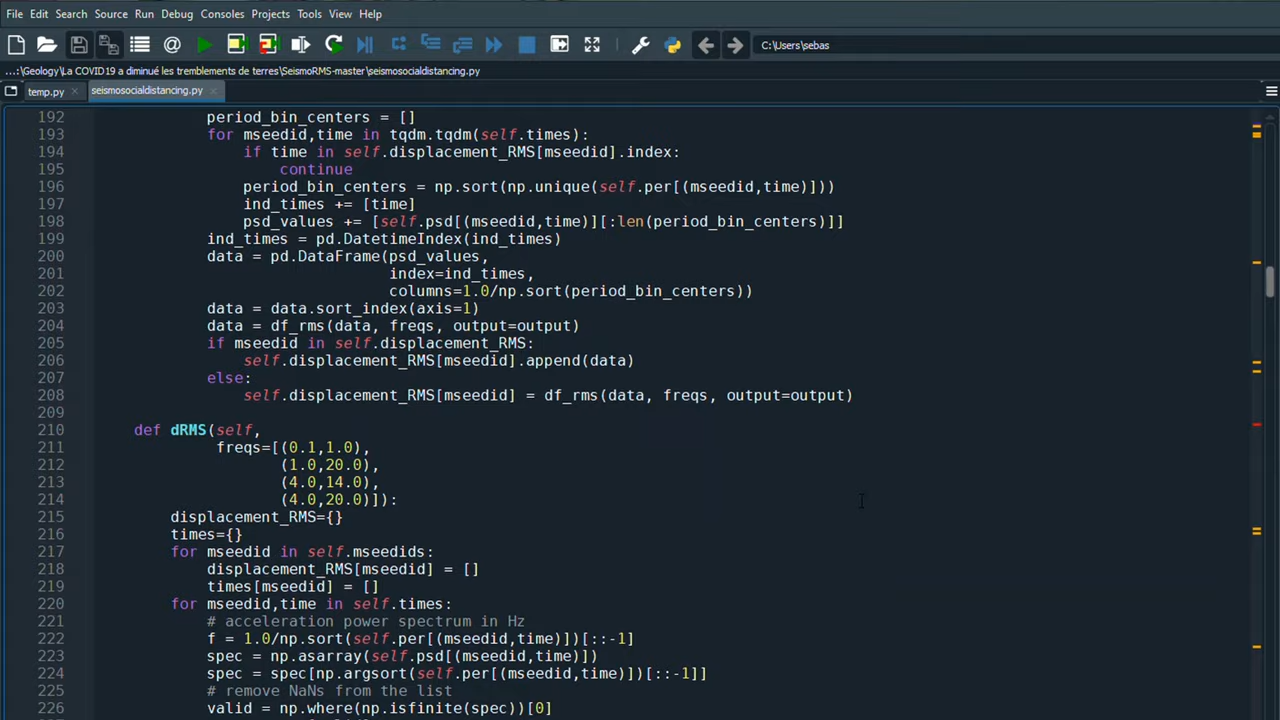 File Edit Search Source Run Debug Consoles Projects Tools View Help
C:\Users\sebas
...:\Geology\La COVID19 a diminué les tremblements de terres\SeismoRMS-master\seismosocialdistancing.py
temp.py seismosocialdistancing.py
192 period_bin_centers = []
193 for mseedid,time in tqdm.tqdm(self.times):
194 if time in self.displacement_RMS[mseedid].index:
195 continue
196 period_bin_centers = np.sort(np.unique(self.per[(mseedid,time)]))
197 ind_times += [time]
198 psd_values += [self.psd[(mseedid,time)][:len(period_bin_centers)]]
199 ind_times = pd.DatetimeIndex(ind_times)
200 data = pd.DataFrame(psd_values,
201 index=ind_times,
202 columns=1.0/np.sort(period_bin_centers))
203 data = data.sort_index(axis=1)
204 data = df_rms(data, freqs, output=output)
205 if mseedid in self.displacement_RMS:
206 self.displacement_RMS[mseedid].append(data)
207 else:
208 self.displacement_RMS[mseedid] = df_rms(data, freqs, output=output)
209
210 def dRMS(self,
211 freqs=[(0.1,1.0),
212 (1.0,20.0),
213 (4.0,14.0),
214 (4.0,20.0)]):
215 displacement_RMS={}
216 times={}
217 for mseedid in self.mseedids:
218 displacement_RMS[mseedid] = []
219 times[mseedid] = []
220 for mseedid,time in self.times:
221 # acceleration power spectrum in Hz
222 f = 1.0/np.sort(self.per[(mseedid,time)])[::-1]
223 spec = np.asarray(self.psd[(mseedid,time)])
224 spec = spec[np.argsort(self.per[(mseedid,time)])[::-1]]
225 # remove NaNs from the list
226 valid = np.where(np.isfinite(spec))[0]